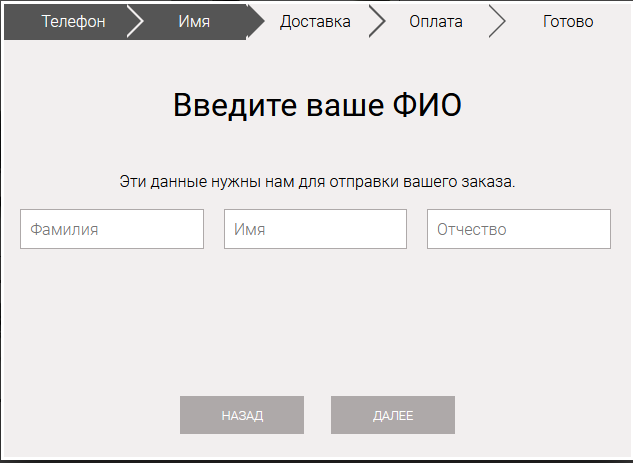 Телефон Имя Доставка Оплата Готово
Введите ваше ФИО
Эти данные нужны нам для отправки вашего заказа.
Фамилия Имя Отчество
НАЗАД ДАЛЕЕ